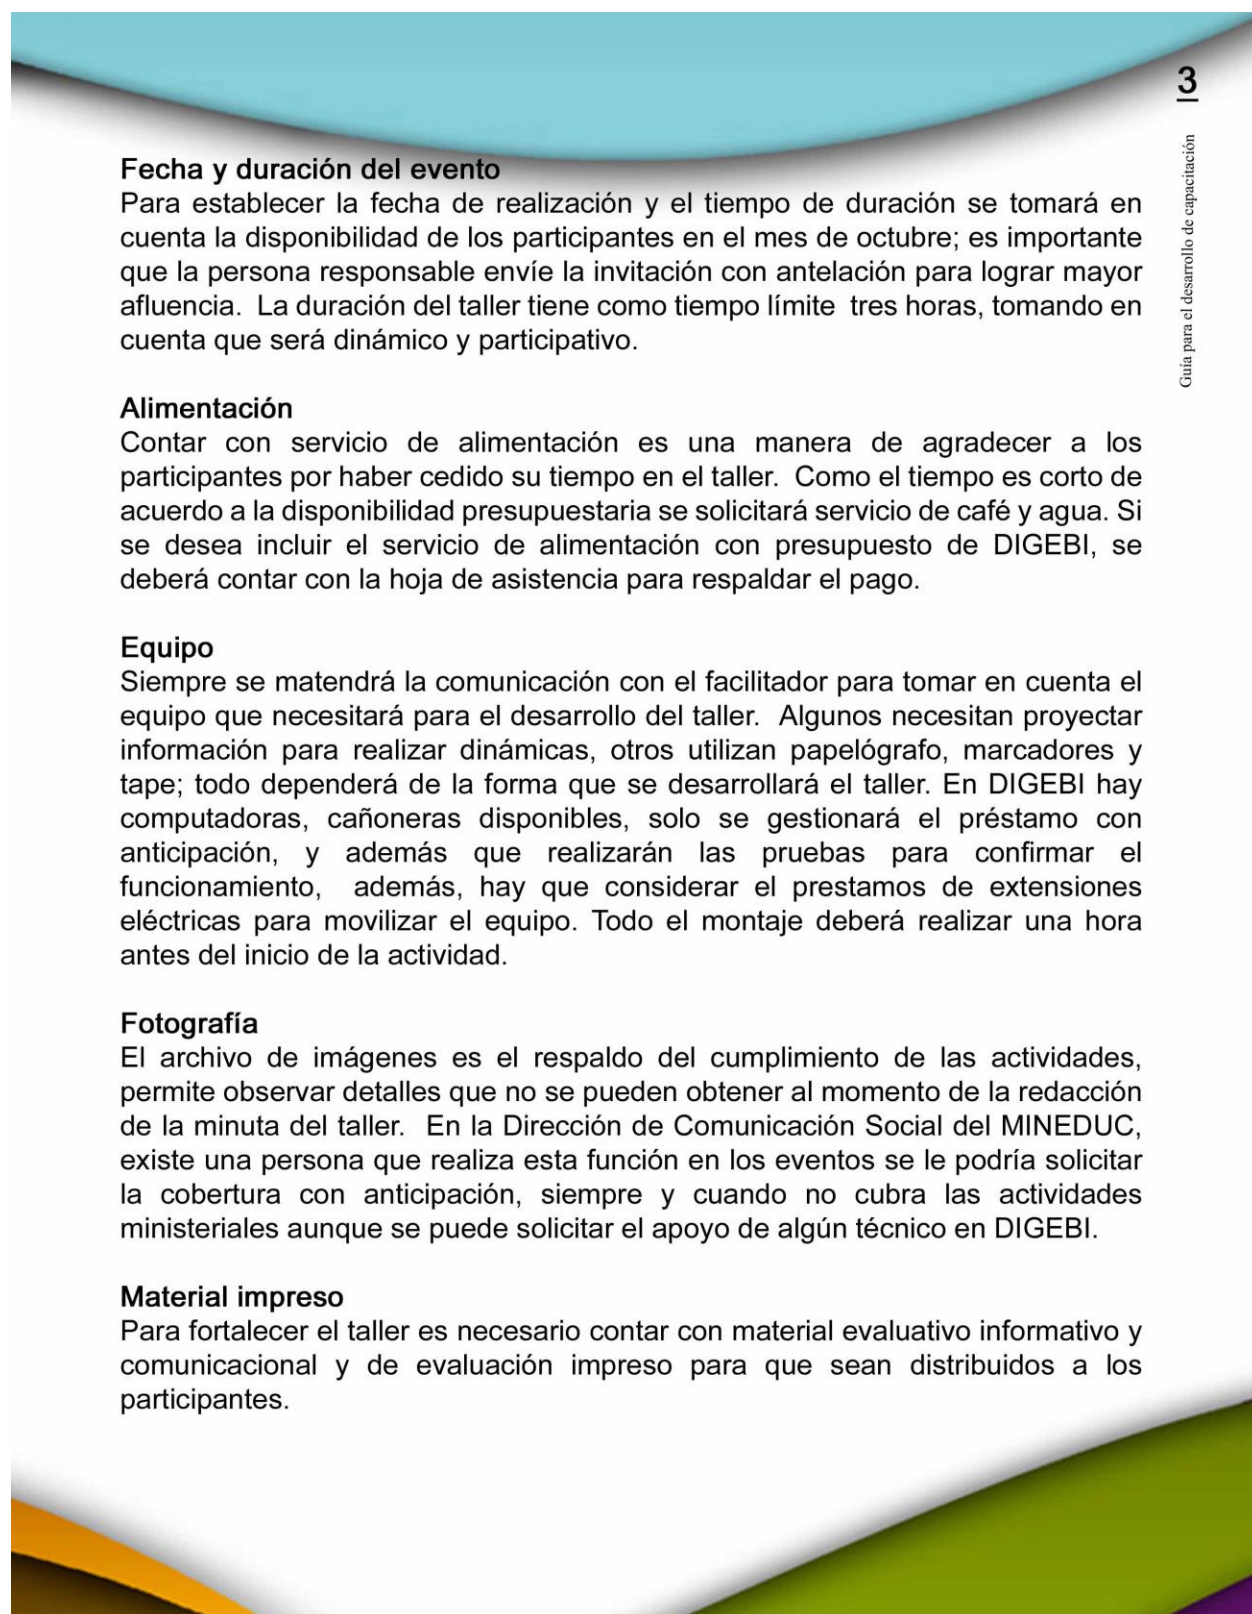 3
Guía para el desarrollo de capacitación
Fecha y duración del evento
Para establecer la fecha de realización y el tiempo de duración se tomará en
cuenta la disponibilidad de los participantes en el mes de octubre; es importante
que la persona responsable envíe la invitación con antelación para lograr mayor
afluencia.  La duración del taller tiene como tiempo límite  tres horas, tomando en
cuenta que será dinámico y participativo.
Alimentación
Contar con servicio de alimentación es una manera de agradecer a los
participantes por haber cedido su tiempo en el taller.  Como el tiempo es corto de
acuerdo a la disponibilidad presupuestaria se solicitará servicio de café y agua. Si
se desea incluir el servicio de alimentación con presupuesto de DIGEBI, se
deberá contar con la hoja de asistencia para respaldar el pago.
Equipo
Siempre se matendrá la comunicación con el facilitador para tomar en cuenta el
equipo que necesitará para el desarrollo del taller.  Algunos necesitan proyectar
información para realizar dinámicas, otros utilizan papelógrafo, marcadores y
tape; todo dependerá de la forma que se desarrollará el taller. En DIGEBI hay
computadoras, cañoneras disponibles, solo se gestionará el préstamo con
anticipación, y además que realizarán las pruebas para confirmar el
funcionamiento,  además, hay que considerar el prestamos de extensiones
eléctricas para movilizar el equipo. Todo el montaje deberá realizar una hora
antes del inicio de la actividad.
Fotografía
El archivo de imágenes es el respaldo del cumplimiento de las actividades,
permite observar detalles que no se pueden obtener al momento de la redacción
de la minuta del taller.  En la Dirección de Comunicación Social del MINEDUC,
existe una persona que realiza esta función en los eventos se le podría solicitar
la cobertura con anticipación, siempre y cuando no cubra las actividades
ministeriales aunque se puede solicitar el apoyo de algún técnico en DIGEBI.
Material impreso
Para fortalecer el taller es necesario contar con material evaluativo informativo y
comunicacional y de evaluación impreso para que sean distribuidos a los
participantes.